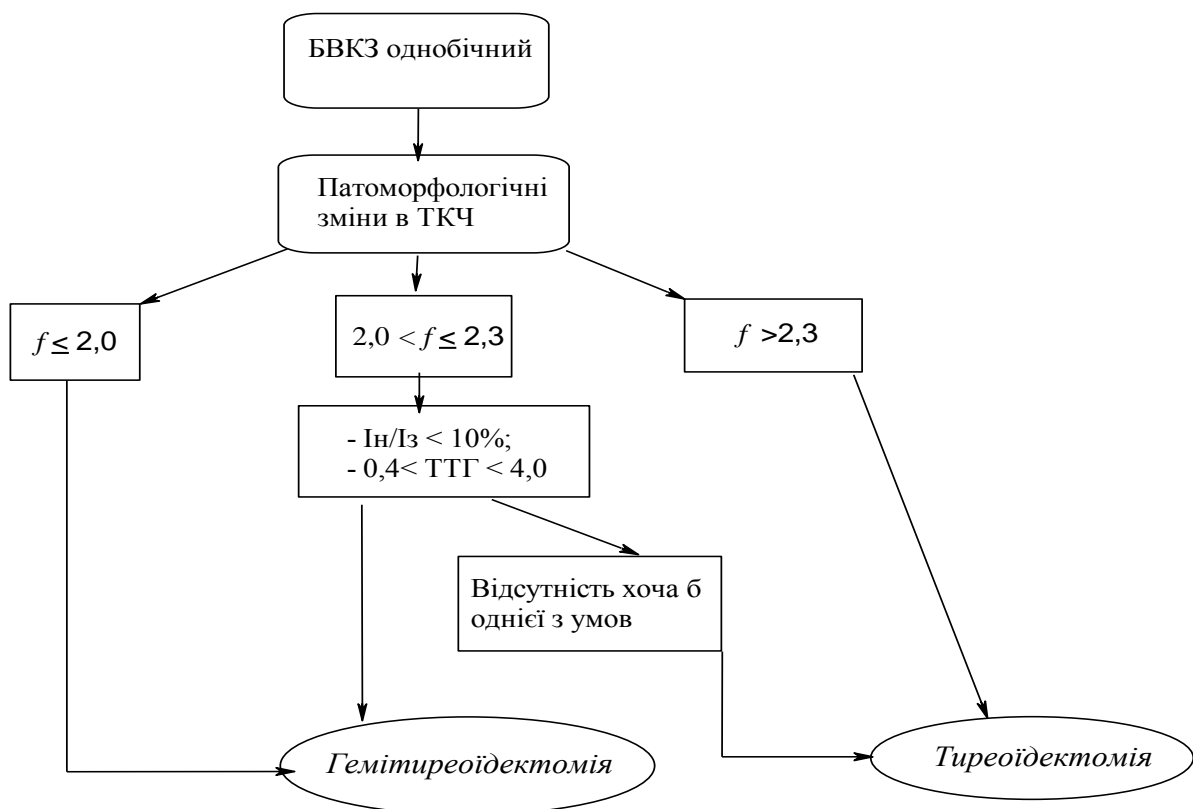 БВКЗ однобічний
Патоморфологічні
зміни в ТКЧ
f ≤ 2,0
2,0 < f ≤ 2,3
f >2,3
- Ін/Із < 10%;
- 0,4< ТТГ < 4,0
Відсутність хоча б
однієї з умов
Гемітиреоїдектомія
Тиреоїдектомія